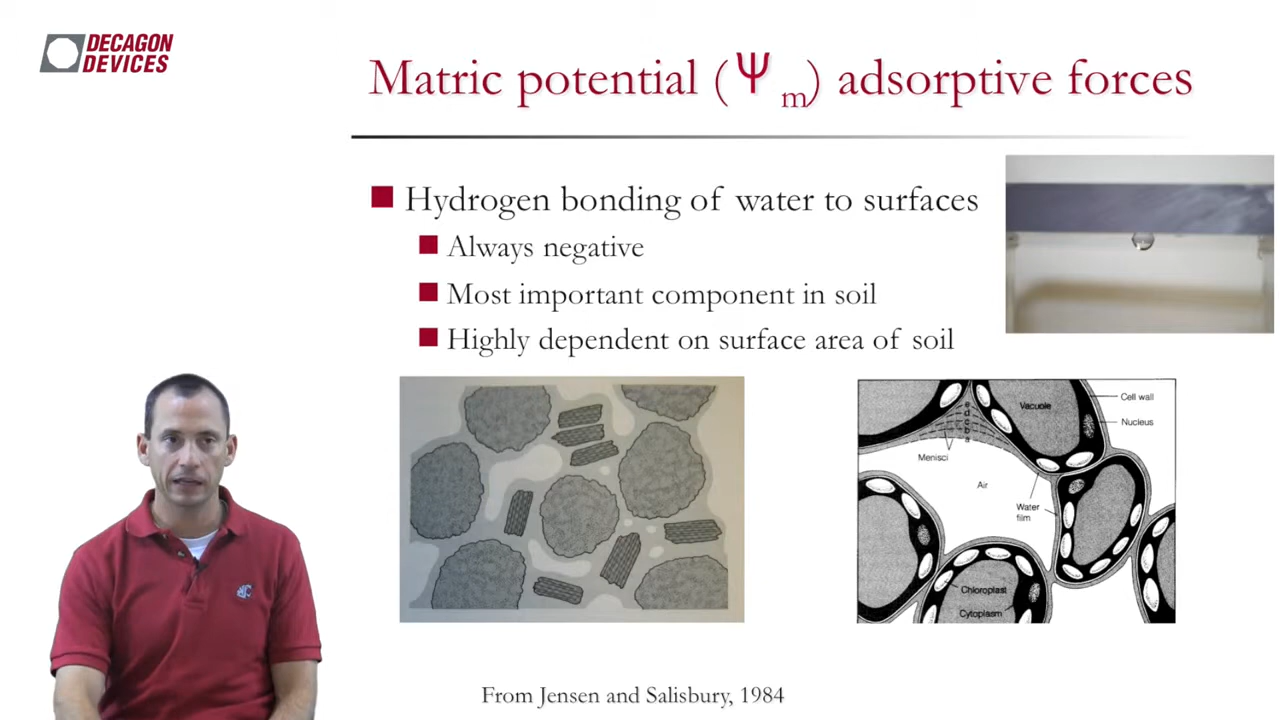 DECAGON
DEVICES
Matric potential (Ψm) adsorptive forces
Hydrogen bonding of water to surfaces
Always negative
Most important component in soil
Highly dependent on surface area of soil
Vacuole
Cell wall
Nucleus
e
d
c
b
a
Menisci
Air
Water
film
Chloroplast
Cytoplasm
From Jensen and Salisbury, 1984